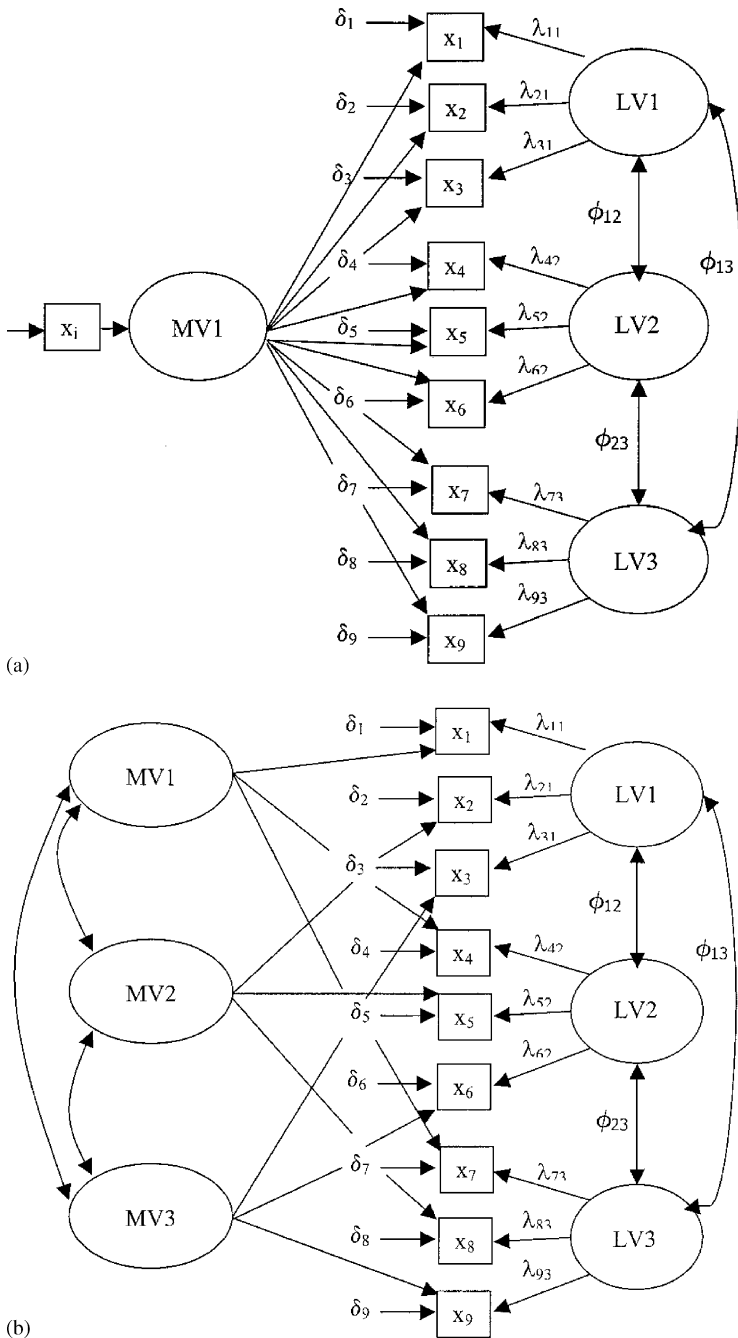 δ1 x1 λ11
δ2 x2 λ21 LV1
δ3 x3 λ31
ϕ12
ϕ13
δ4 x4 λ42
xi MV1 δ5 x5 λ52 LV2
δ6 x6 λ62
ϕ23
δ7 x7 λ73
δ8 x8 λ83 LV3
δ9 x9 λ93
(a)
δ1 x1 λ11
MV1 δ2 x2 λ21 LV1
δ3 x3 λ31
ϕ12
ϕ13
δ4 x4 λ42
MV2 δ5 x5 λ52 LV2
δ6 x6 λ62
ϕ23
δ7 x7 λ73
MV3 δ8 x8 λ83 LV3
δ9 x9 λ93
(b)